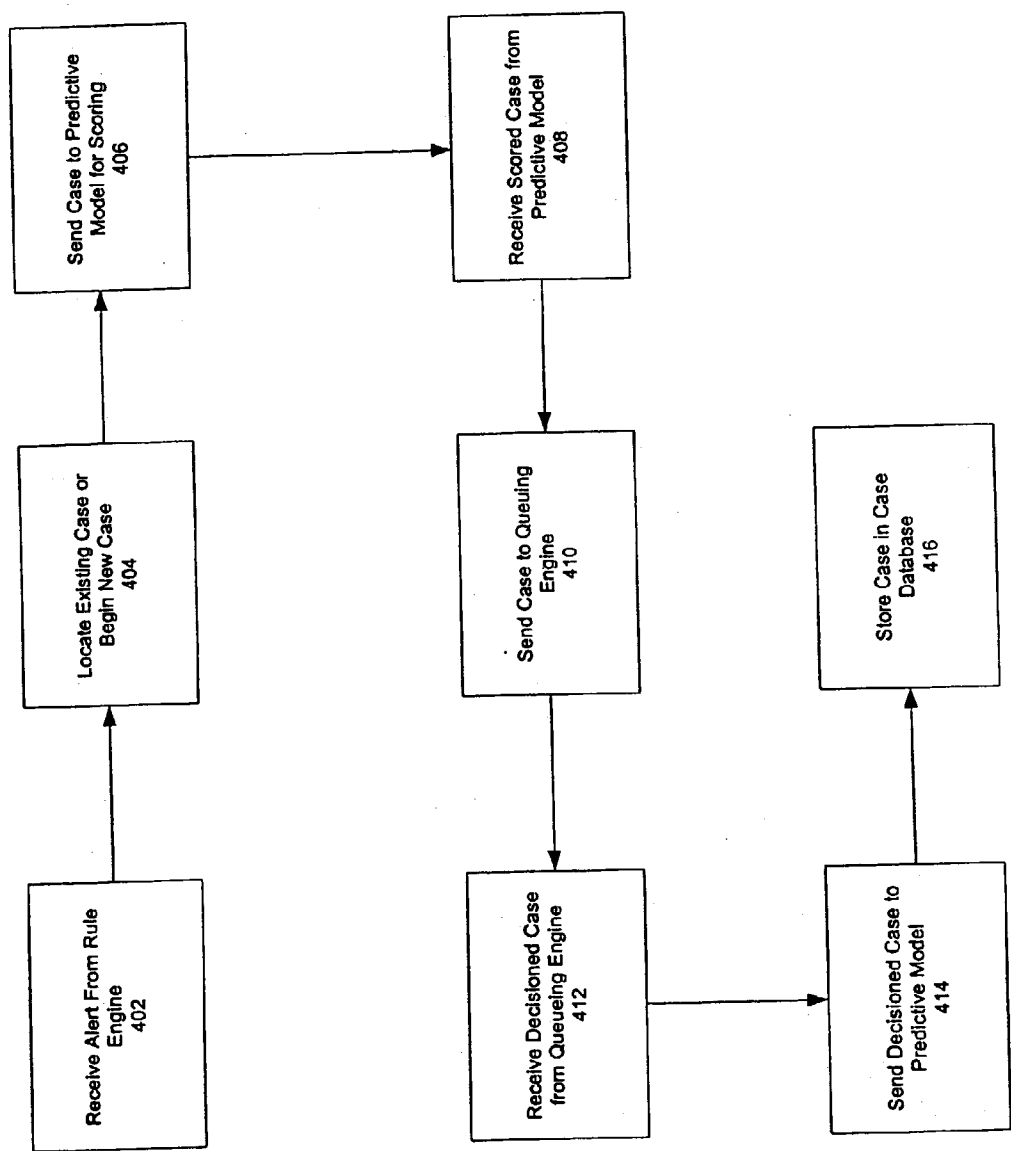 Receive Alert From Rule
Engine
402
Locate Existing Case or
Begin New Case
404
Send Case to Predictive
Model for Scoring
406
Receive Scored Case from
Predictive Model
408
Send Case to Queuing
Engine
410
Receive Decisioned Case
from Queueing Engine
412
Send Decisioned Case to
Predictive Model
414
Store Case in Case
Database
416